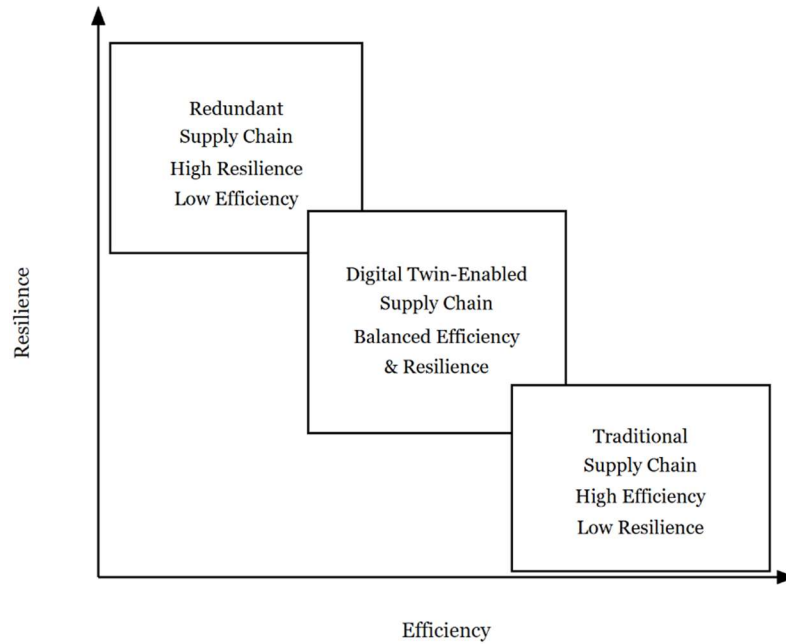 Redundant
Supply Chain
High Resilience
Low Efficiency
Digital Twin-Enabled
Supply Chain
Balanced Efficiency
& Resilience
Resilience
Traditional
Supply Chain
High Efficiency
Low Resilience
Efficiency